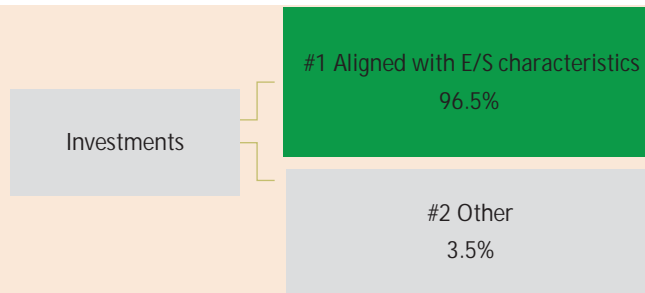 Investments
#1 Aligned with E/S characteristics
96.5%
#2 Other
3.5%